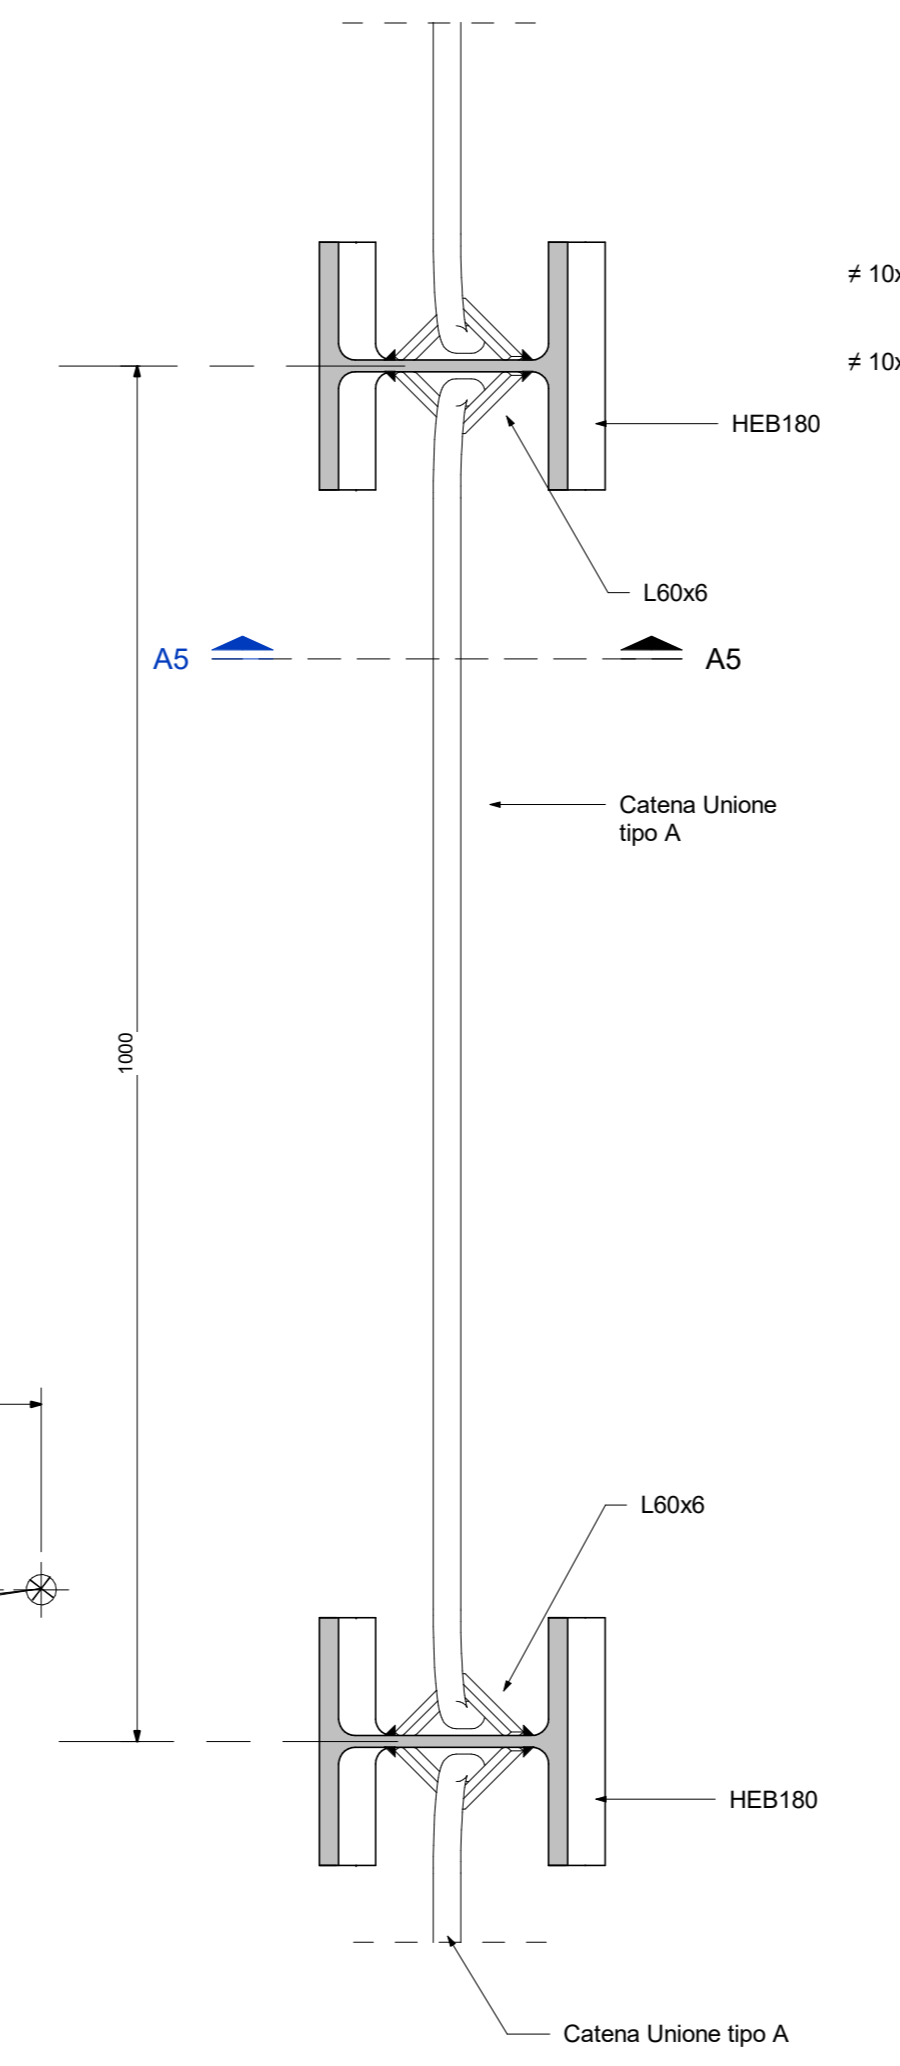 ≠ 10x
≠ 10x
HEB180
L60x6
A5
A5
Catena Unione
tipo A
1000
L60x6
HEB180
Catena Unione tipo A